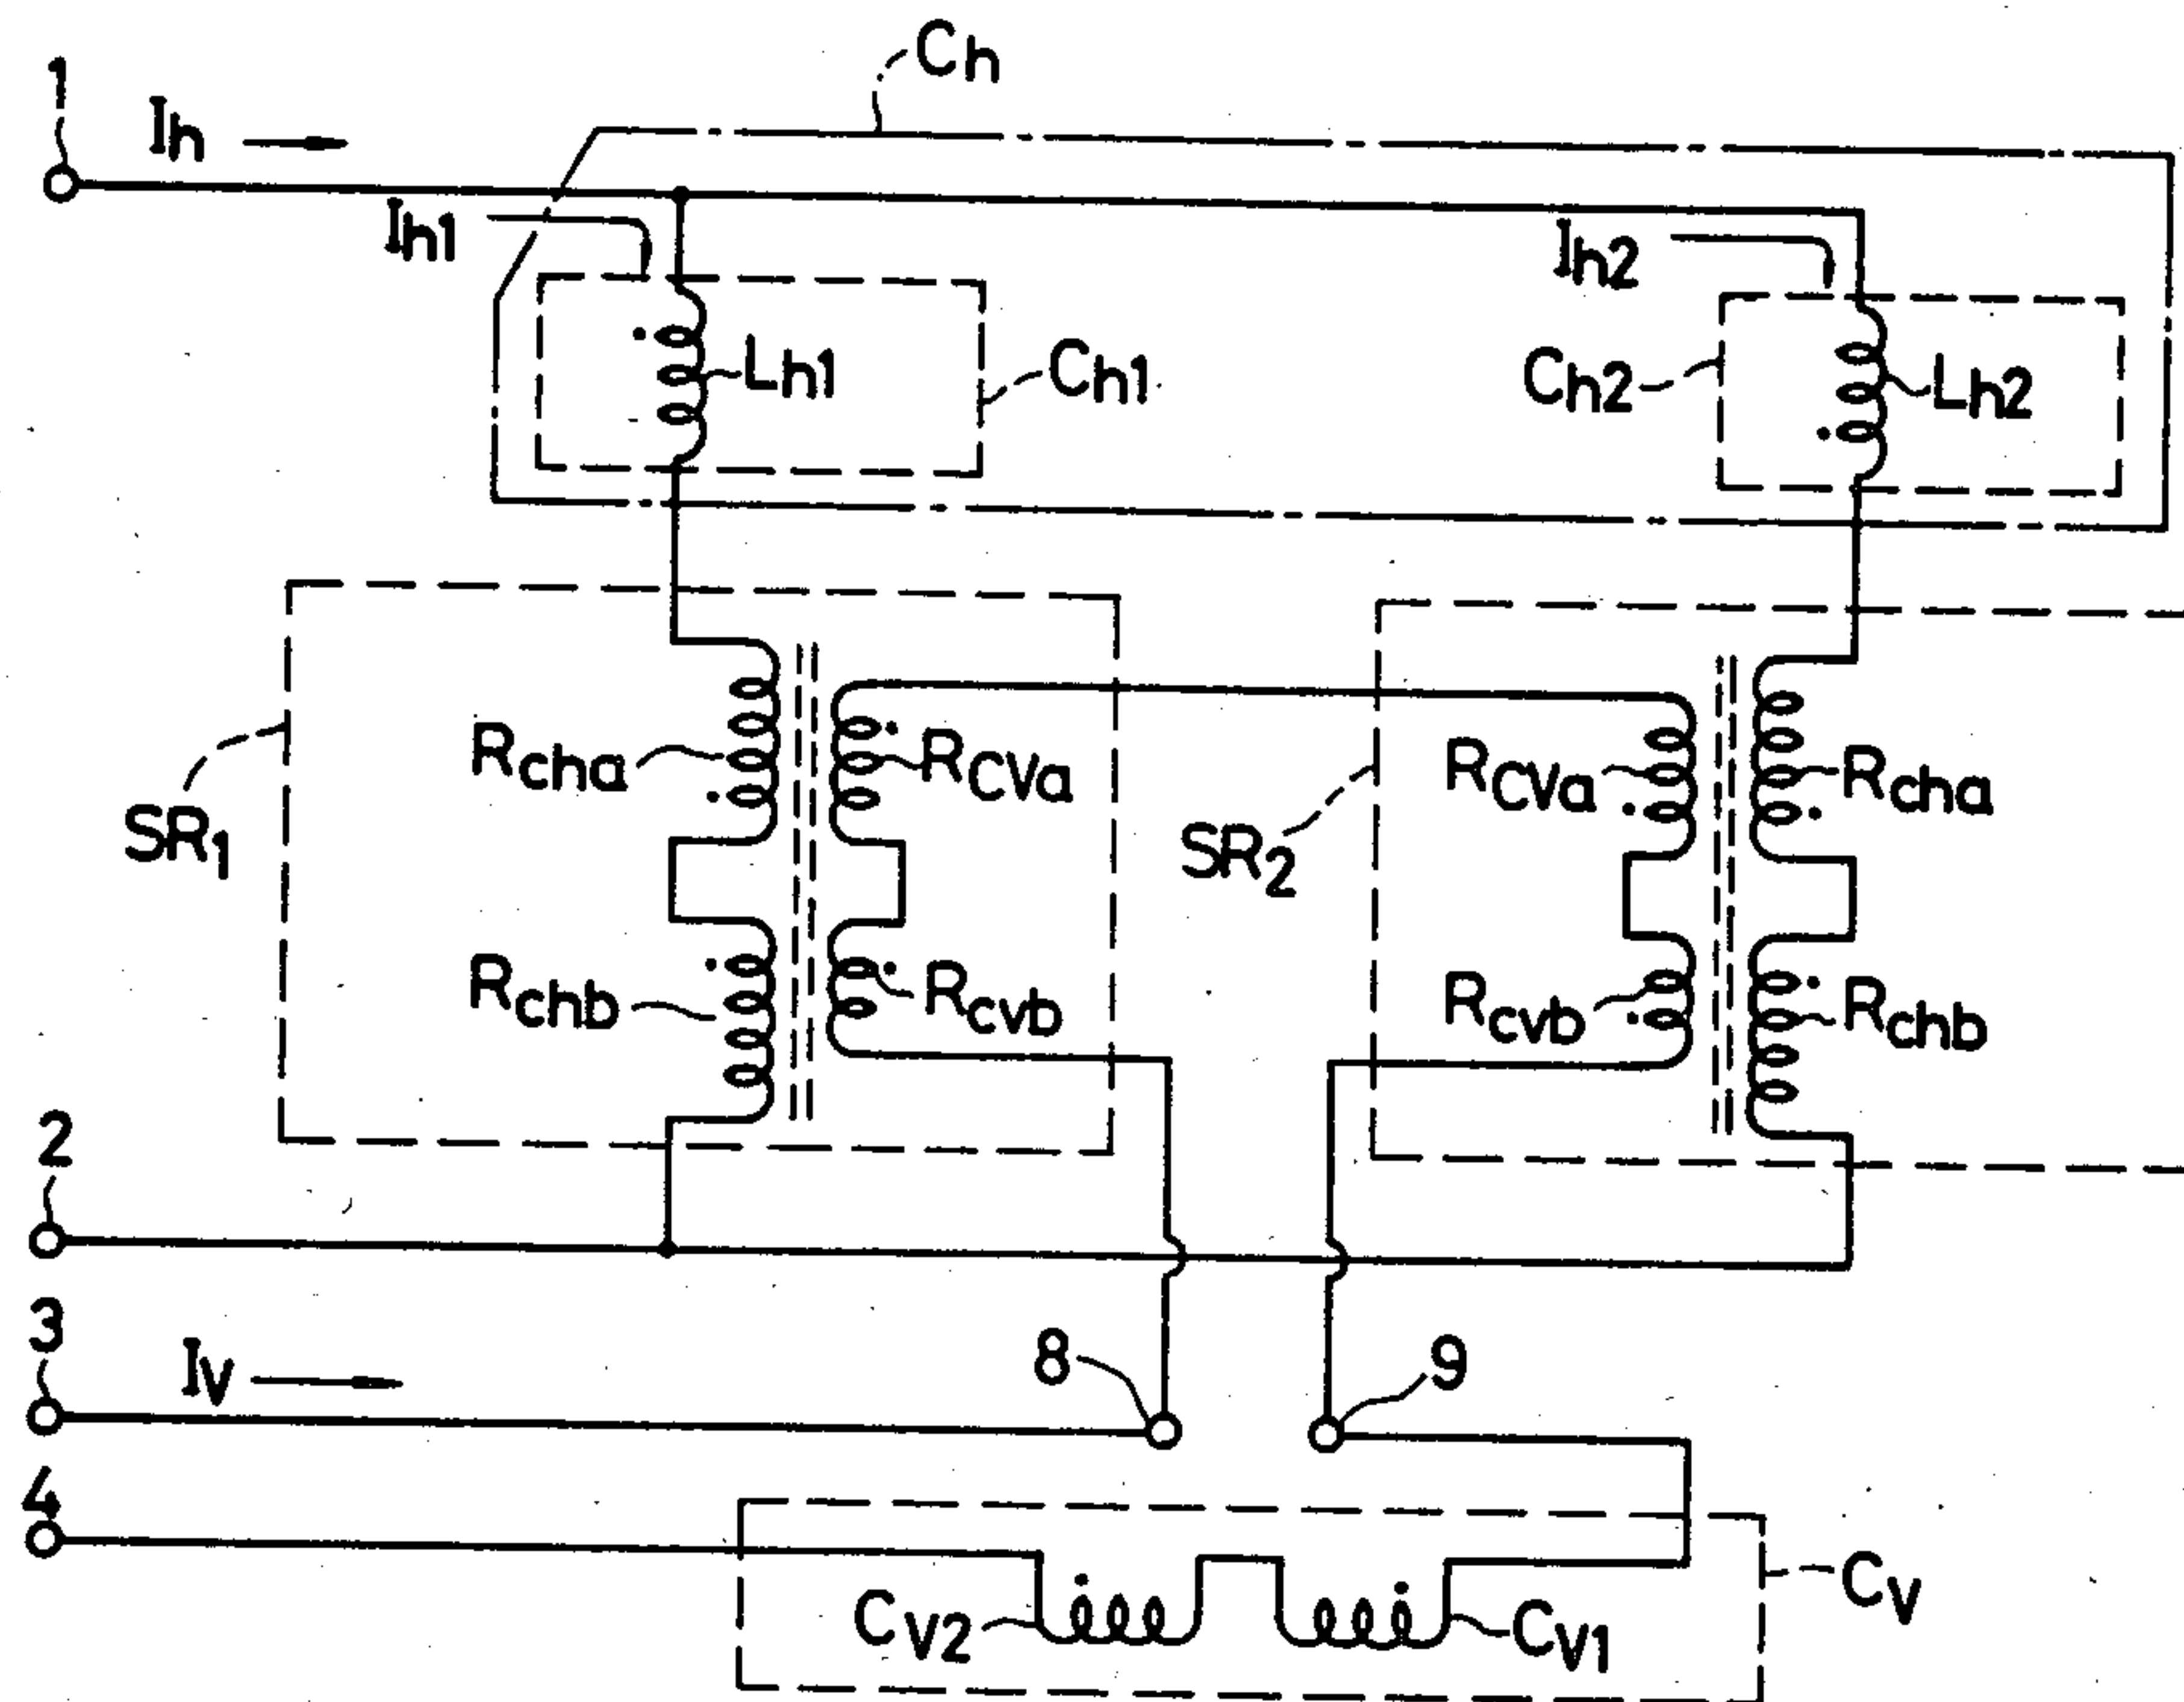 Ch
1
Ih
Ih1
Ih2
Lh1
Ch1
Ch2
Lh2
Rcha
RCVa
RCVa
Rcha
SR1
SR2
Rchb
Rcvb
Rcvb
Rchb
2
3
Iv
8
9
4
CV2
CV1
CV